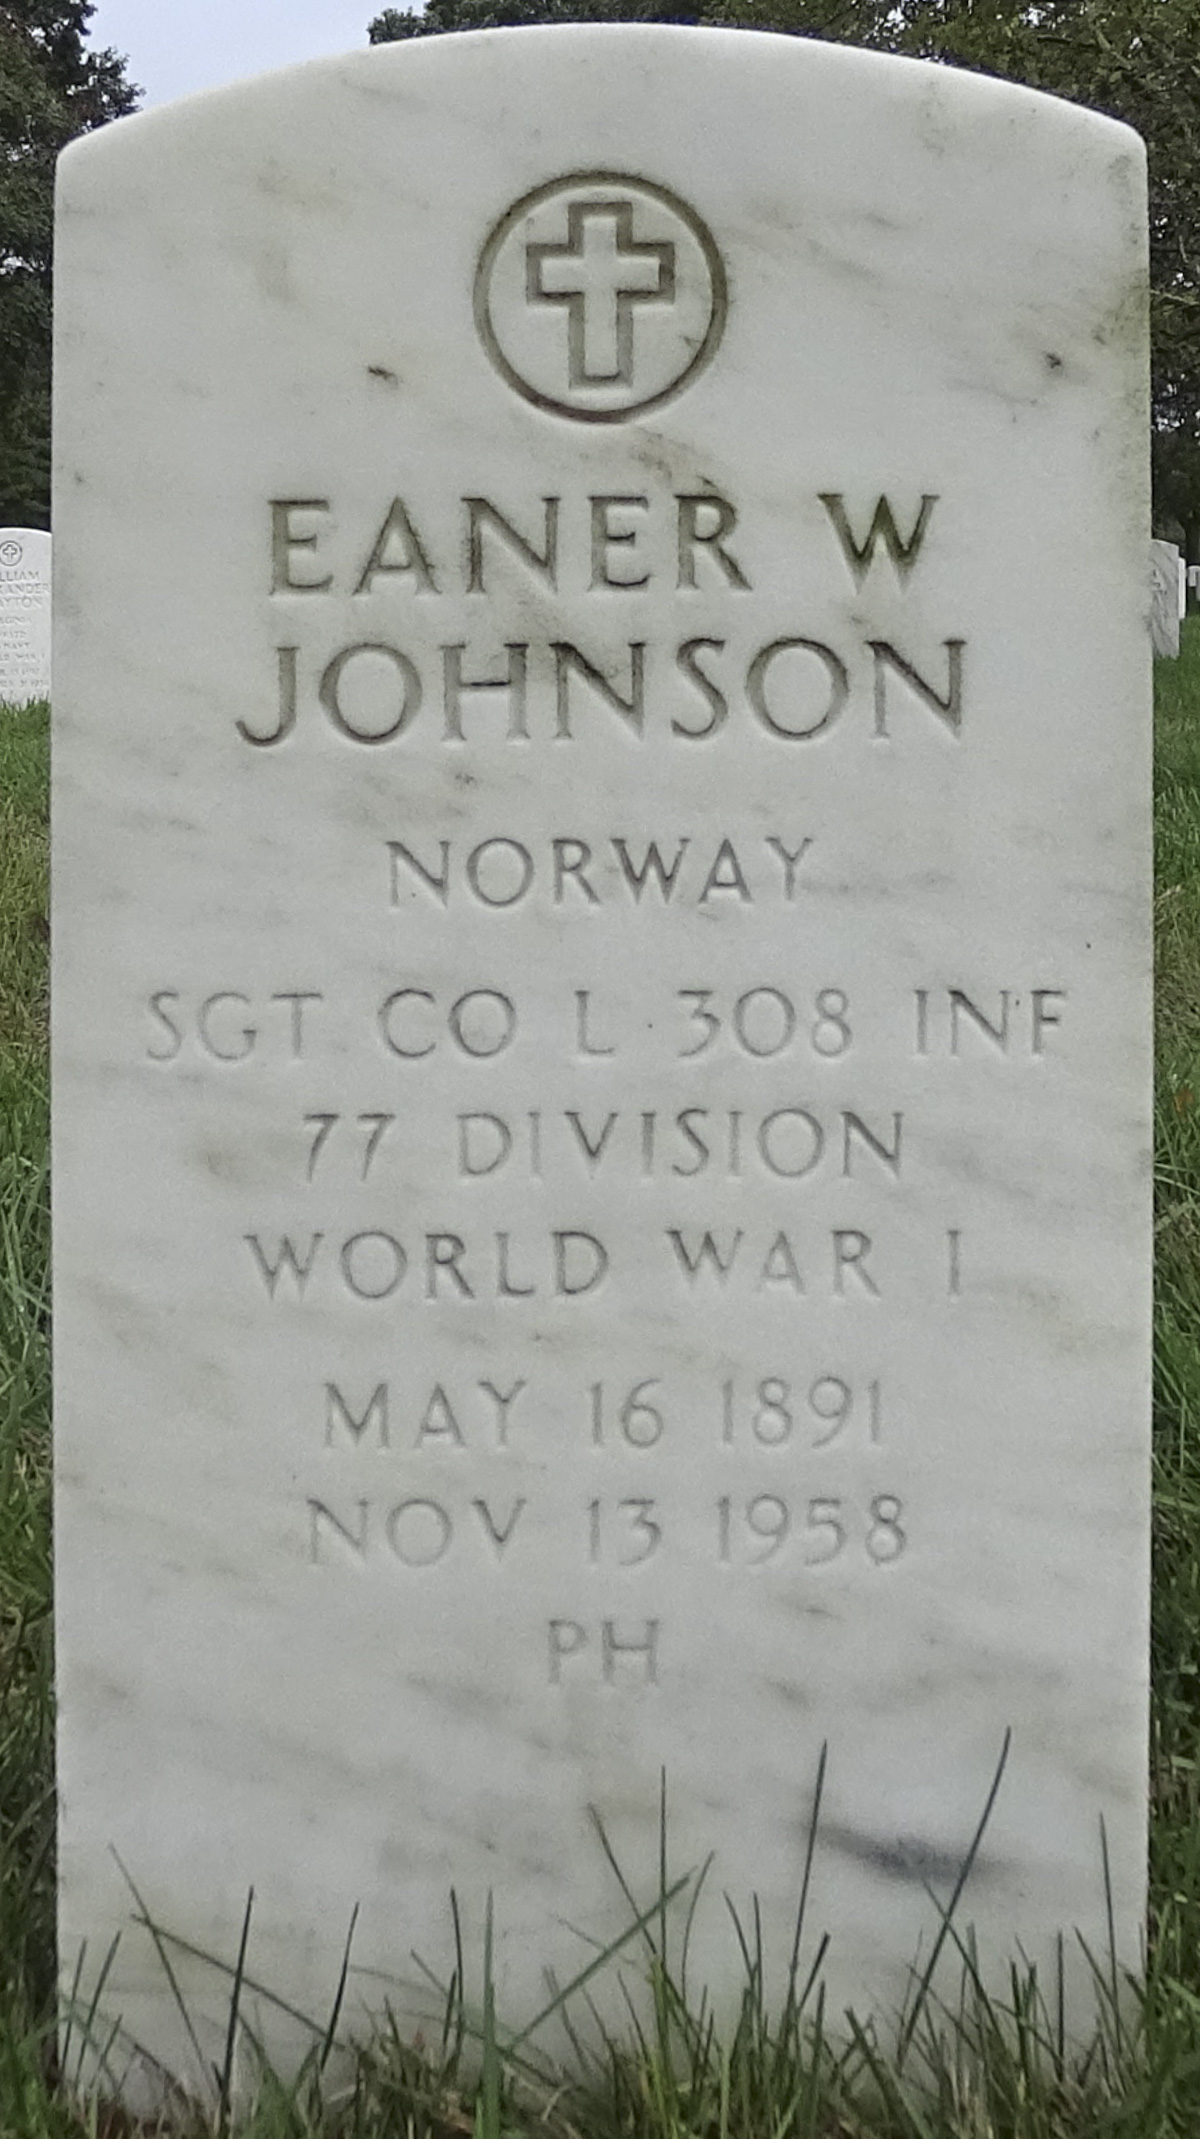 EANER W
JOHNSON
NORWAY
SGT CO L 308 INF
77 DIVISION
WORLD WAR I
MAY 16 1891
NOV 13 1958
PH